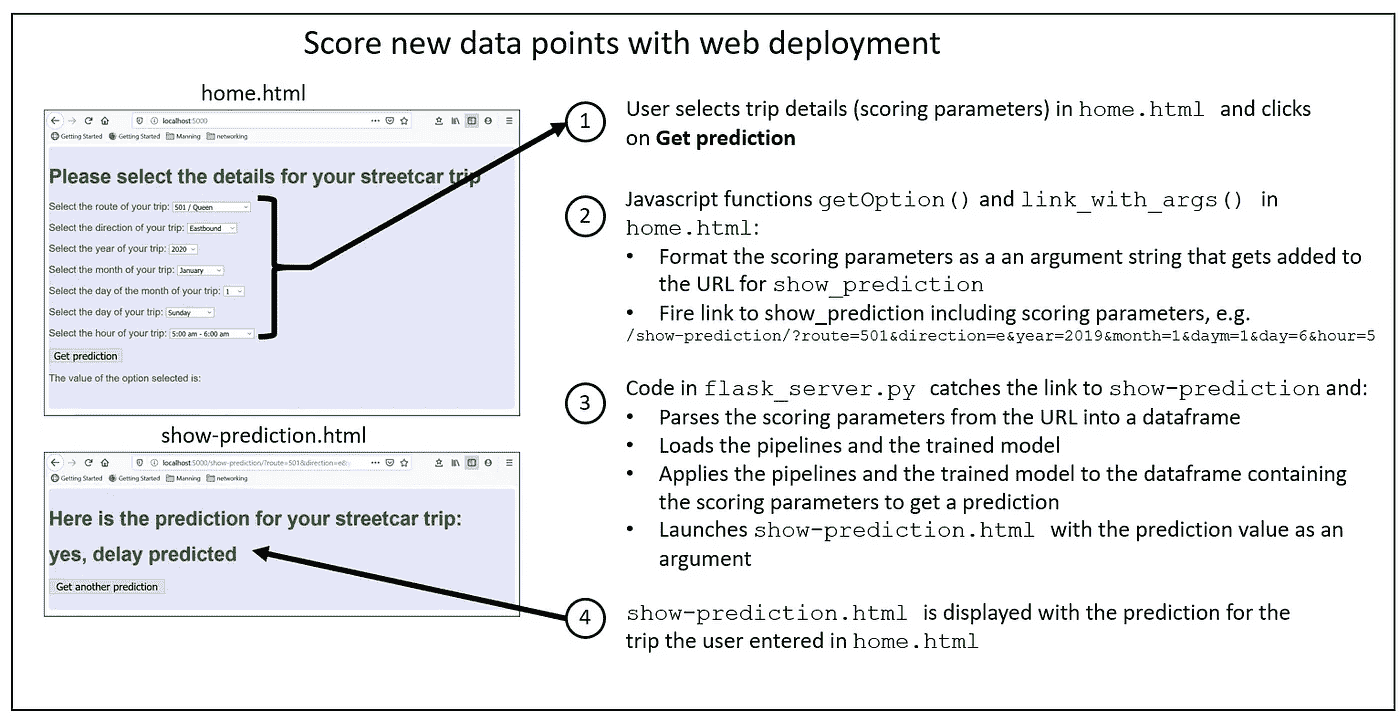 Score new data points with web deployment
home.html
localhost:5000
Getting Started Getting Started Manning networking
Please select the details for your streetcar trip
Select the route of your trip: 501 / Queen
Select the direction of your trip: Eastbound
Select the year of your trip: 2020
Select the month of your trip: January
Select the day of the month of your trip: 1
Select the day of your trip: Sunday
Select the hour of your trip: 5:00 am - 6:00 am
Get prediction
The value of the option selected is:
show-prediction.html
localhost:5000/show-prediction/?route=501&direction=e&
Getting Started Getting Started Manning networking
Here is the prediction for your streetcar trip:
yes, delay predicted
Get another prediction
1
User selects trip details (scoring parameters) in home.html and clicks
on Get prediction
2
Javascript functions getOption() and link_with_args() in
home.html:
• Format the scoring parameters as a an argument string that gets added to
the URL for show_prediction
• Fire link to show_prediction including scoring parameters, e.g.
/show-prediction/?route=501&direction=e&year=2019&month=1&daym=1&day=6&hour=5
3
Code in flask_server.py catches the link to show-prediction and:
• Parses the scoring parameters from the URL into a dataframe
• Loads the pipelines and the trained model
• Applies the pipelines and the trained model to the dataframe containing
the scoring parameters to get a prediction
• Launches show-prediction.html with the prediction value as an
argument
4
show-prediction.html is displayed with the prediction for the
trip the user entered in home.html